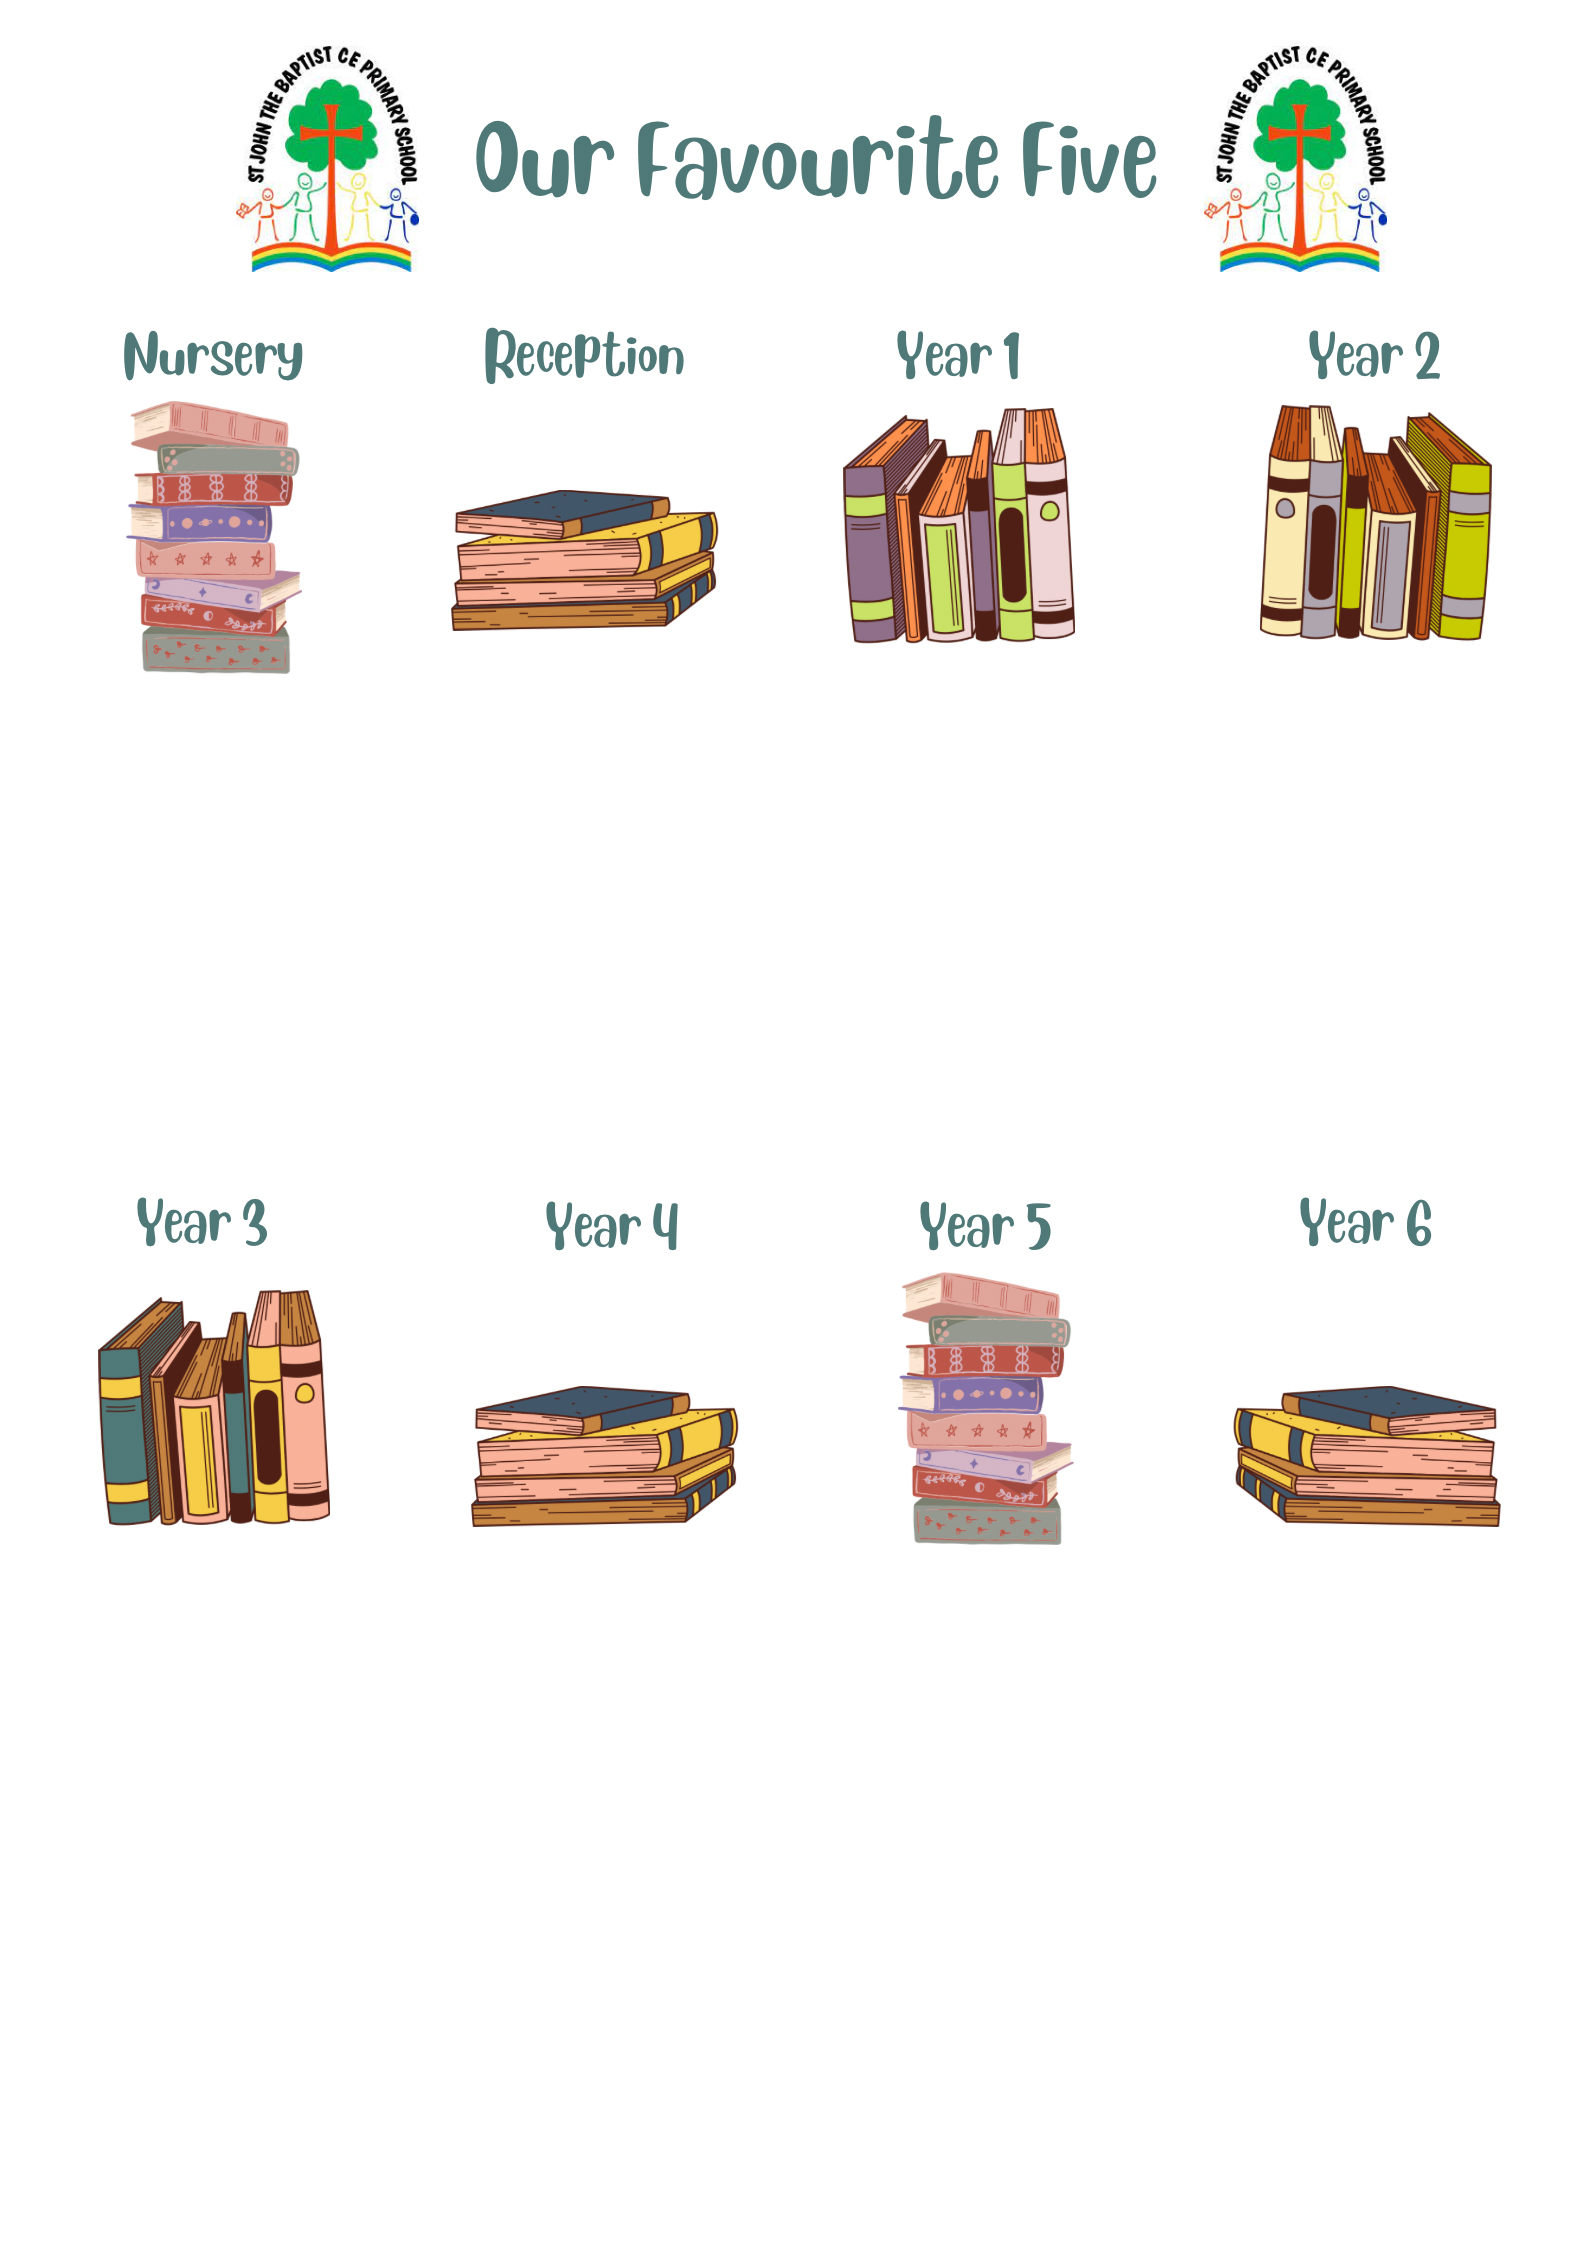 ST JOHN THE BAPTIST CE PRIMARY SCHOOL
Our Favourite Five
ST JOHN THE BAPTIST CE PRIMARY SCHOOL
Nursery
Reception
Year 1
Year 2
Year 3
Year 4
Year 5
Year 6